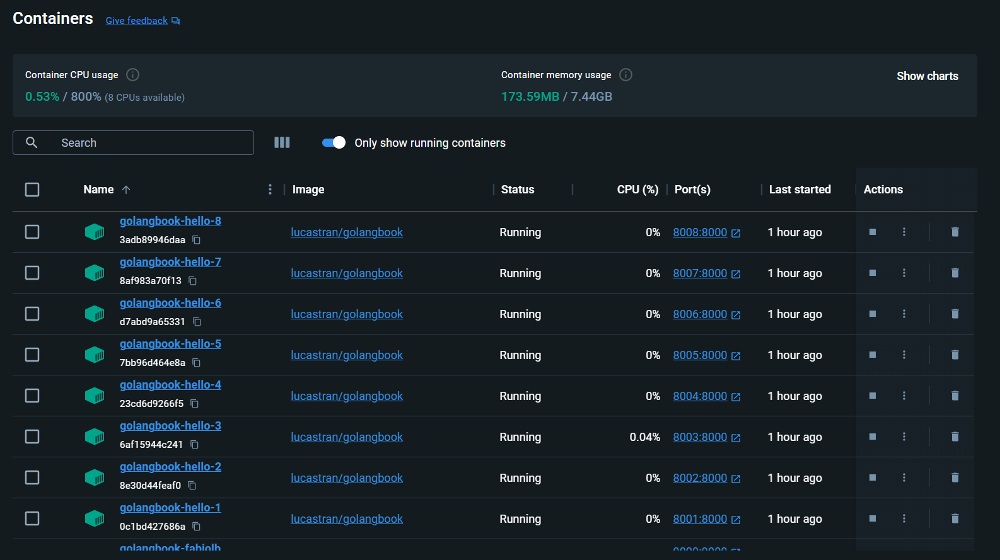 Containers Give feedback
Container CPU usage
0.53% / 800% (8 CPUs available)
Container memory usage
173.59MB / 7.44GB
Show charts
Search
Only show running containers
Name Image Status CPU (%) Port(s) Last started Actions
golangbook-hello-8
3adb89946daa
lucastran/golangbook Running 0% 8008:8000 1 hour ago
golangbook-hello-7
8af983a70f13
lucastran/golangbook Running 0% 8007:8000 1 hour ago
golangbook-hello-6
d7abd9a65331
lucastran/golangbook Running 0% 8006:8000 1 hour ago
golangbook-hello-5
7bb96d464e8a
lucastran/golangbook Running 0% 8005:8000 1 hour ago
golangbook-hello-4
23cd6d9266f5
lucastran/golangbook Running 0% 8004:8000 1 hour ago
golangbook-hello-3
6af15944c241
lucastran/golangbook Running 0.04% 8003:8000 1 hour ago
golangbook-hello-2
8e30d44feaf0
lucastran/golangbook Running 0% 8002:8000 1 hour ago
golangbook-hello-1
0c1bd427686a
lucastran/golangbook Running 0% 8001:8000 1 hour ago
golangbook-fabiolb